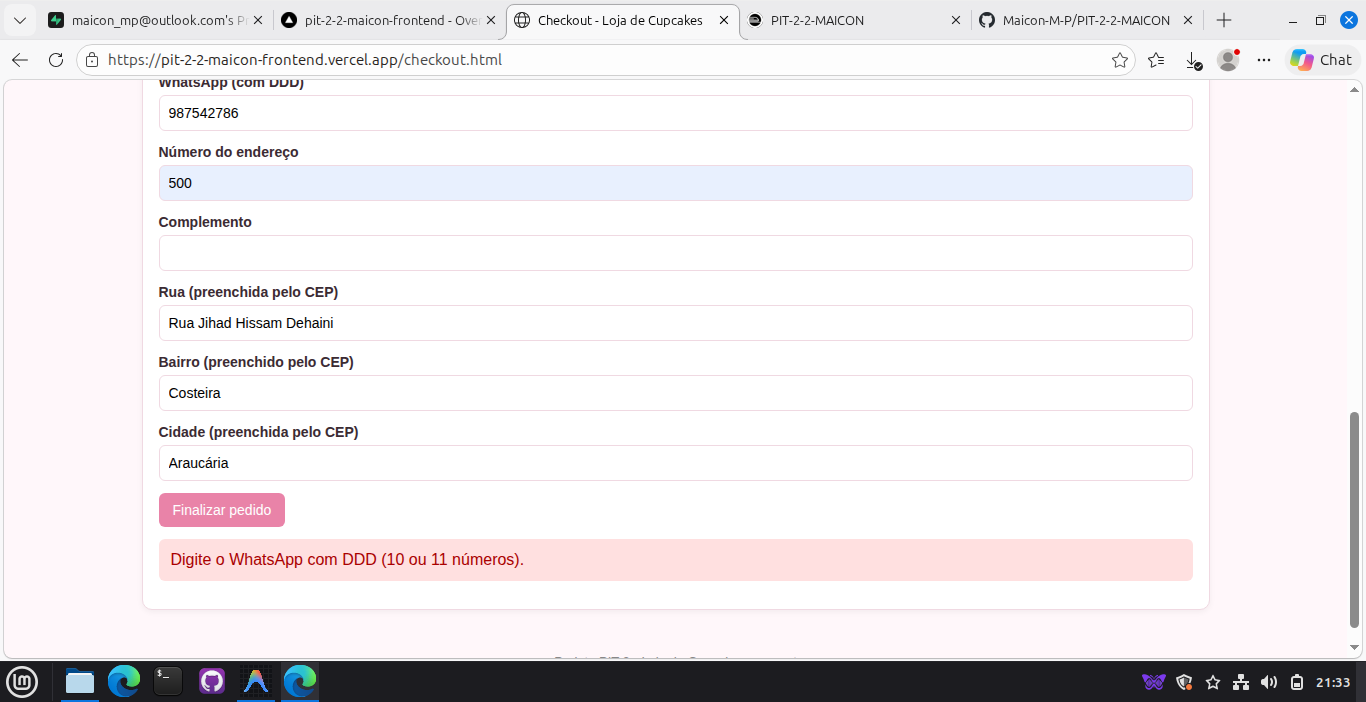 maicon_mp@outlook.com's Pr
pit-2-2-maicon-frontend - Over
Checkout - Loja de Cupcakes
PIT-2-2-MAICON
Maicon-M-P/PIT-2-2-MAICON
https://pit-2-2-maicon-frontend.vercel.app/checkout.html
Chat
WhatsApp (com DDD)
987542786
Número do endereço
500
Complemento
Rua (preenchida pelo CEP)
Rua Jihad Hissam Dehaini
Bairro (preenchido pelo CEP)
Costeira
Cidade (preenchida pelo CEP)
Araucária
Finalizar pedido
Digite o WhatsApp com DDD (10 ou 11 números).
21:33